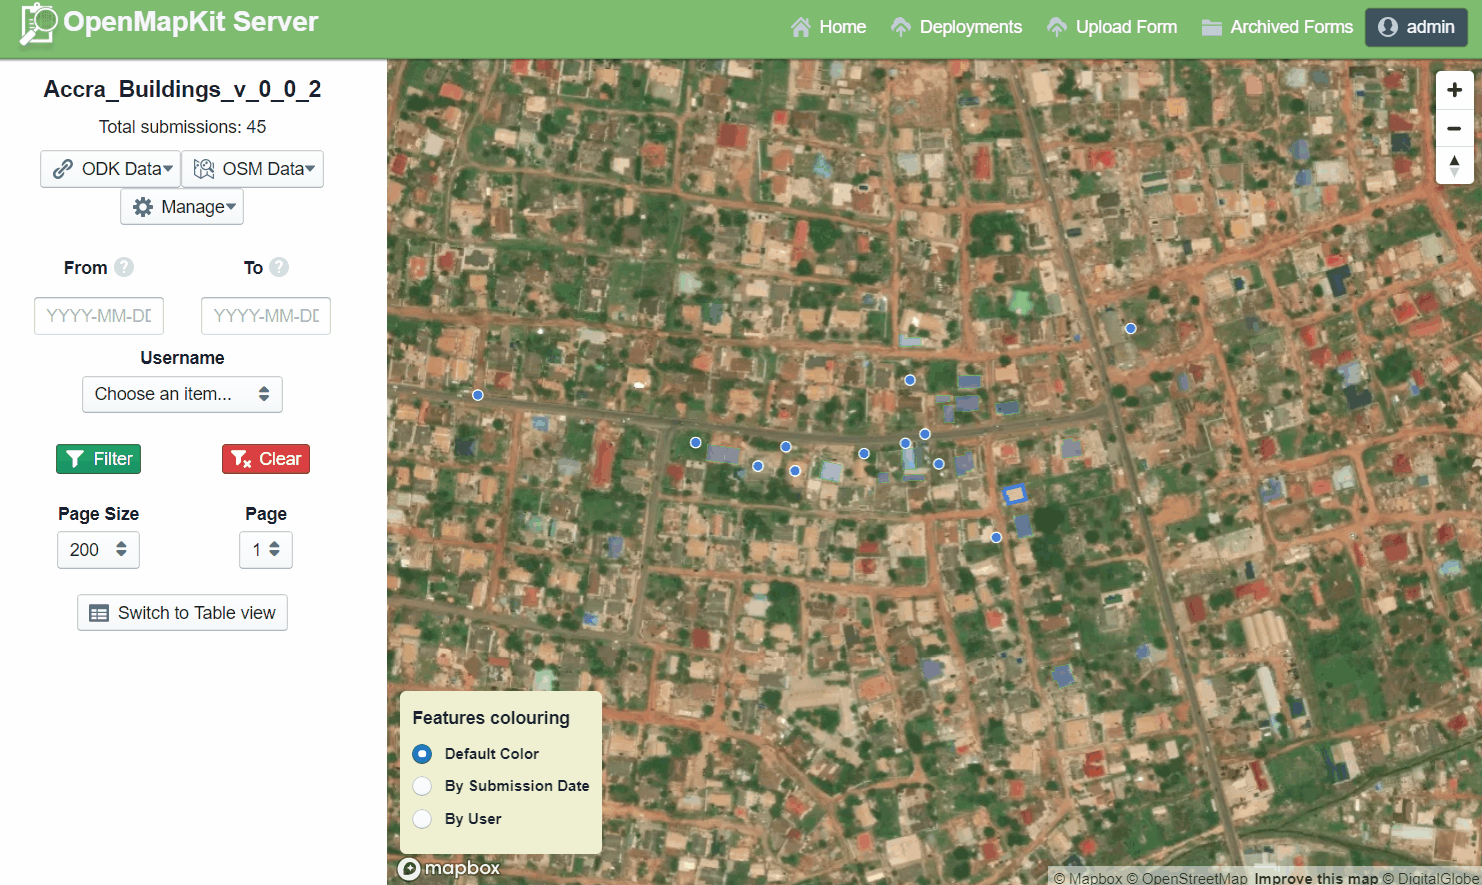 OpenMapKit Server
Home
Deployments
Upload Form
Archived Forms
admin
Accra_Buildings_v_0_0_2
Total submissions: 45
ODK Data
OSM Data
Manage
From ?
To ?
YYYY-MM-DD
YYYY-MM-DD
Username
Choose an item...
Filter
Clear
Page Size
Page
200
1
Switch to Table view
Features colouring
Default Color
By Submission Date
By User
mapbox
© Mapbox © OpenStreetMap Improve this map © DigitalGlobe